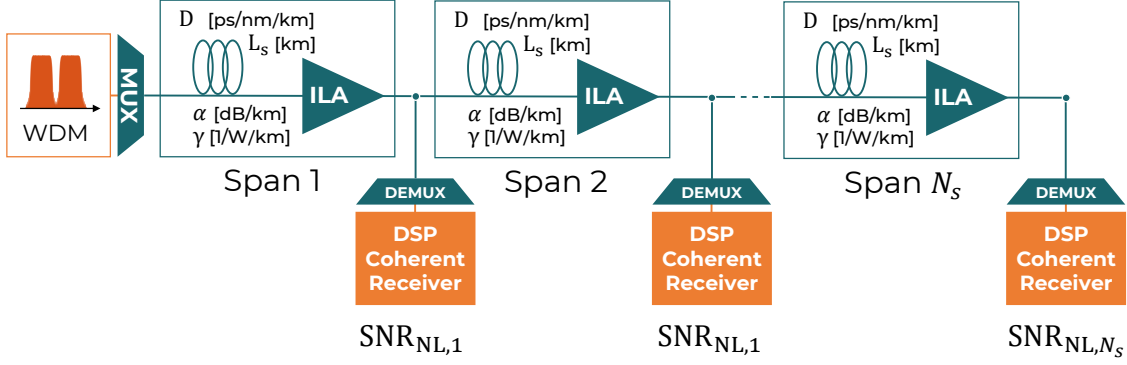 D [ps/nm/km]
L_s [km]
ILA
α [dB/km]
γ [1/W/km]
WDM
MUX
Span 1
D [ps/nm/km]
L_s [km]
ILA
α [dB/km]
γ [1/W/km]
Span 2
D [ps/nm/km]
L_s [km]
ILA
α [dB/km]
γ [1/W/km]
Span N_s
DEMUX
DSP
Coherent
Receiver
SNR_NL,1
DEMUX
DSP
Coherent
Receiver
SNR_NL,1
DEMUX
DSP
Coherent
Receiver
SNR_NL,N_s